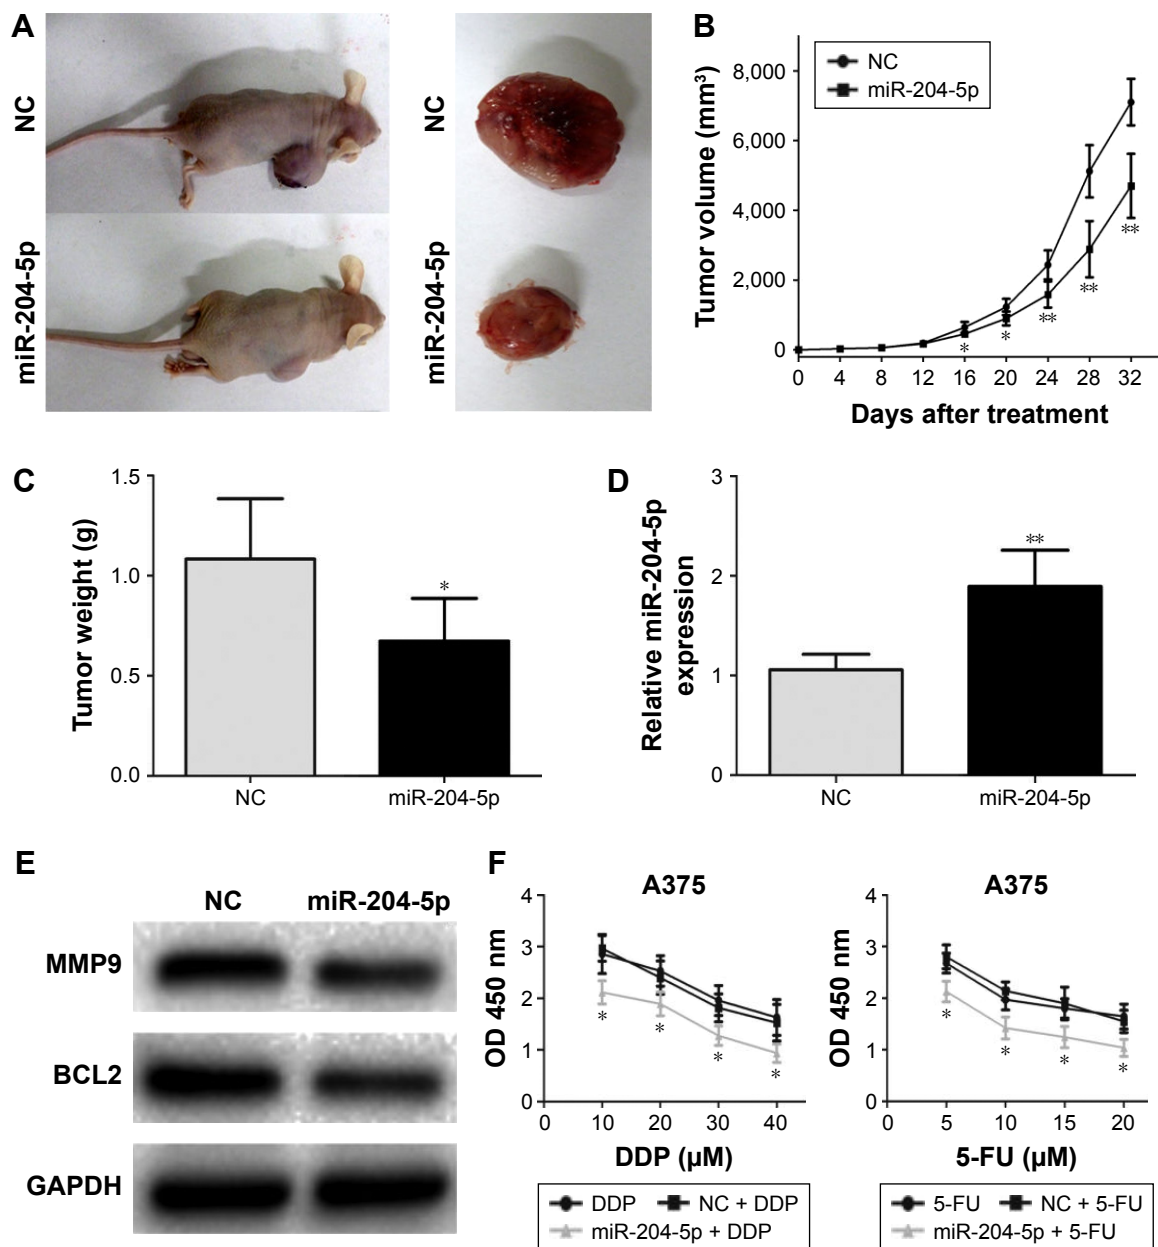 A
NC
miR-204-5p
NC
miR-204-5p
B
Tumor volume (mm³)
8,000
6,000
4,000
2,000
0
NC
miR-204-5p
*
*
**
**
**
0 4 8 12 16 20 24 28 32
Days after treatment
C
Tumor weight (g)
1.5
1.0
0.5
0.0
*
NC miR-204-5p
D
Relative miR-204-5p
expression
3
2
1
0
**
NC miR-204-5p
E
NC miR-204-5p
MMP9
BCL2
GAPDH
F
A375
OD 450 nm
4
3
2
1
0
* * * *
0 10 20 30 40
DDP (µM)
DDP NC + DDP
miR-204-5p + DDP
A375
OD 450 nm
4
3
2
1
0
* * * *
0 5 10 15 20
5-FU (µM)
5-FU NC + 5-FU
miR-204-5p + 5-FU